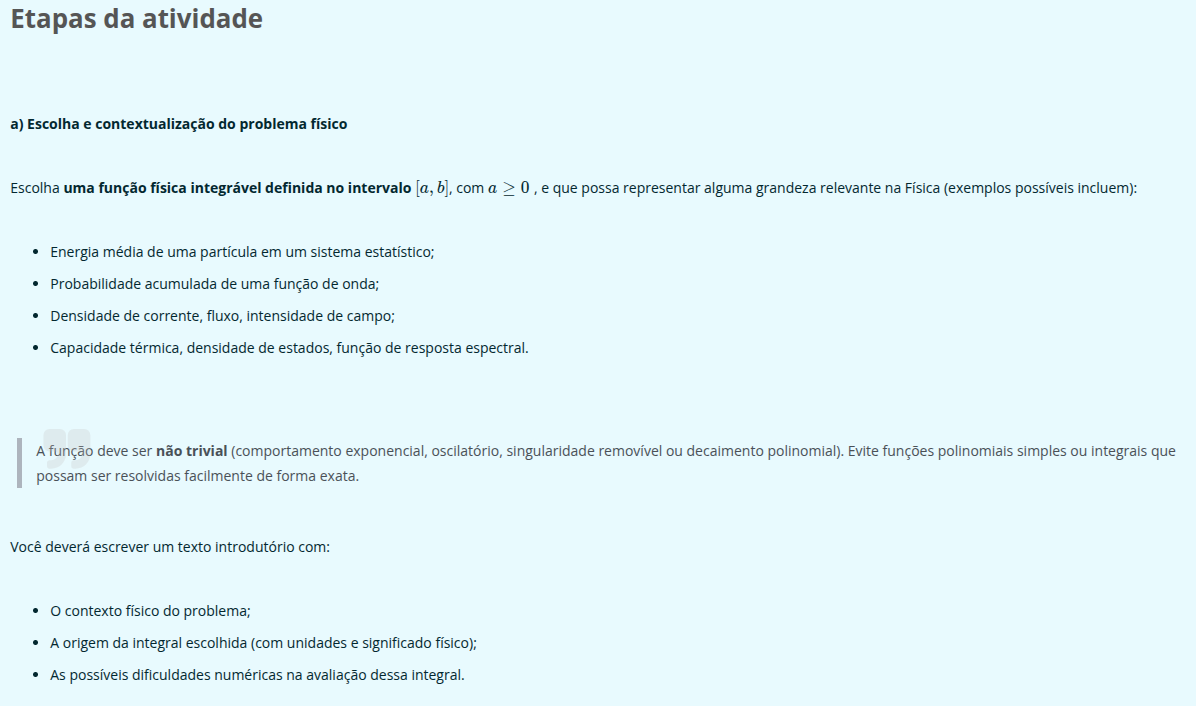 Etapas da atividade
a) Escolha e contextualização do problema físico
Escolha uma função física integrável definida no intervalo [a, b], com a ≥ 0 , e que possa representar alguma grandeza relevante na Física (exemplos possíveis incluem):
• Energia média de uma partícula em um sistema estatístico;
• Probabilidade acumulada de uma função de onda;
• Densidade de corrente, fluxo, intensidade de campo;
• Capacidade térmica, densidade de estados, função de resposta espectral.
A função deve ser não trivial (comportamento exponencial, oscilatório, singularidade removível ou decaimento polinomial). Evite funções polinomiais simples ou integrais que
possam ser resolvidas facilmente de forma exata.
Você deverá escrever um texto introdutório com:
• O contexto físico do problema;
• A origem da integral escolhida (com unidades e significado físico);
• As possíveis dificuldades numéricas na avaliação dessa integral.